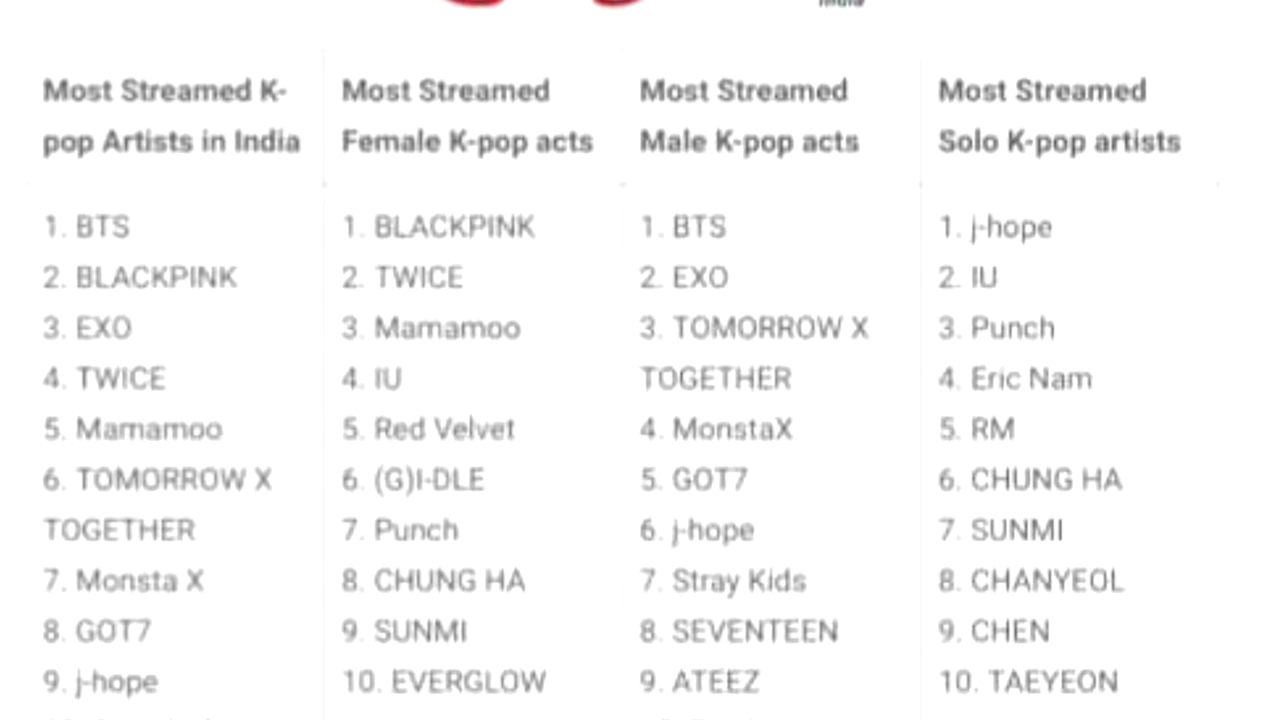 India
Most Streamed K-
pop Artists in India
1. BTS
2. BLACKPINK
3. EXO
4. TWICE
5. Mamamoo
6. TOMORROW X
TOGETHER
7. Monsta X
8. GOT7
9. j-hope
Most Streamed
Female K-pop acts
1. BLACKPINK
2. TWICE
3. Mamamoo
4. IU
5. Red Velvet
6. (G)I-DLE
7. Punch
8. CHUNG HA
9. SUNMI
10. EVERGLOW
Most Streamed
Male K-pop acts
1. BTS
2. EXO
3. TOMORROW X
TOGETHER
4. MonstaX
5. GOT7
6. j-hope
7. Stray Kids
8. SEVENTEEN
9. ATEEZ
Most Streamed
Solo K-pop artists
1. j-hope
2. IU
3. Punch
4. Eric Nam
5. RM
6. CHUNG HA
7. SUNMI
8. CHANYEOL
9. CHEN
10. TAEYEON